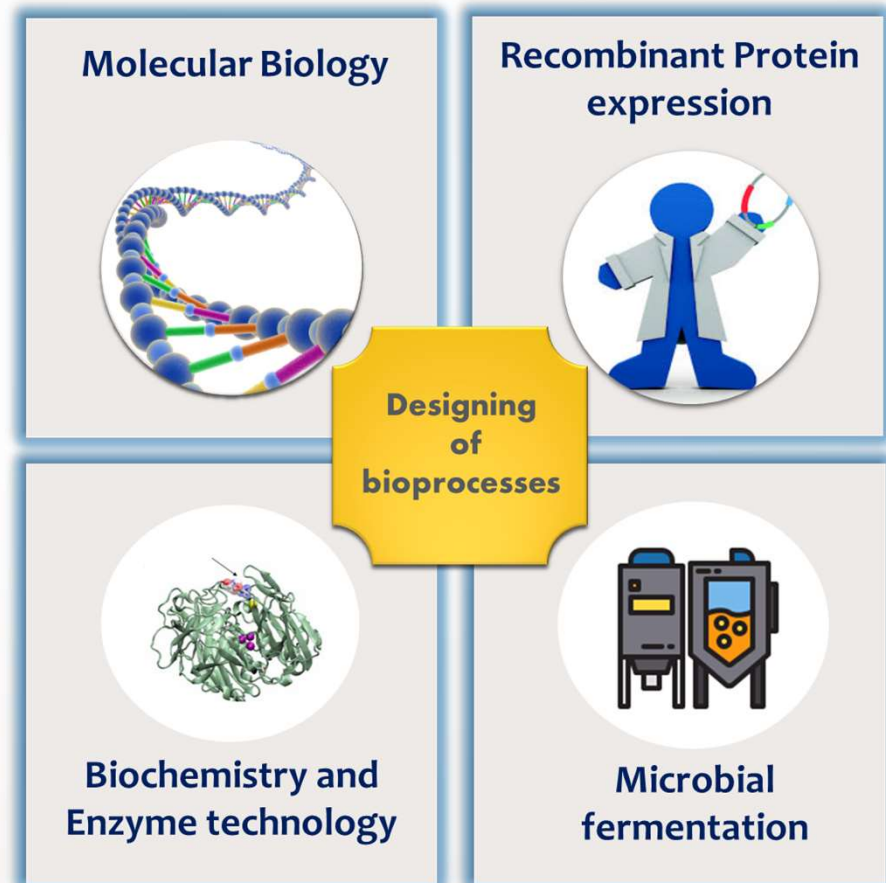 Molecular Biology
Recombinant Protein
expression
Designing
of
bioprocesses
Biochemistry and
Enzyme technology
Microbial
fermentation